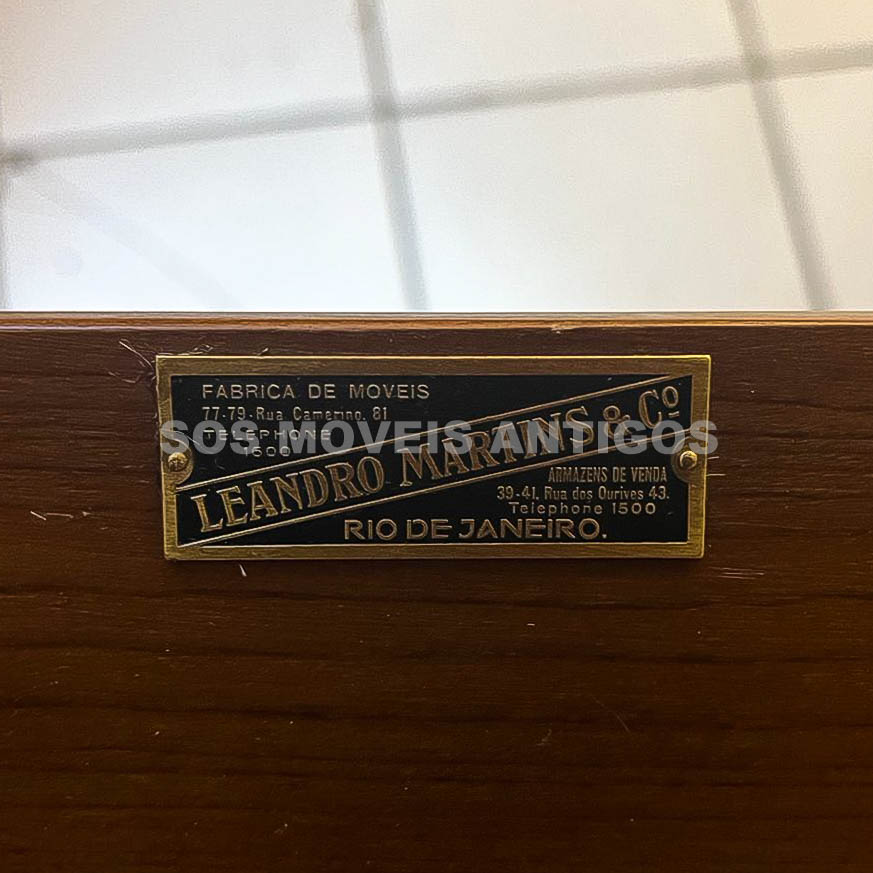 FABRICA DE MOVEIS
77-79-Rua Camerino. 81
TELEPHONE
1500
LEANDRO MARTINS & Cº
ARMAZENS DE VENDA
39-41. Rua dos Ourives 43.
Telephone 1500
RIO DE JANEIRO.
SOS MOVEIS ANTIGOS